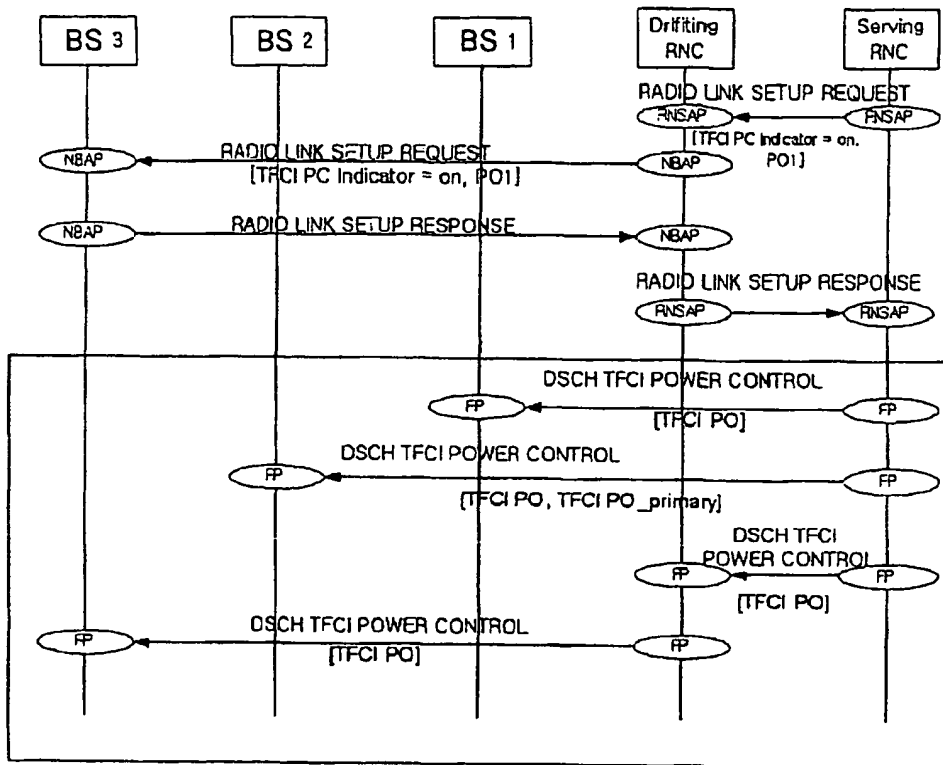 BS 3
BS 2
BS 1
Drifiting
RNC
Serving
RNC
RADIO LINK SETUP REQUEST
RNSAP
RNSAP
[TFCI PC Indicator = on,
PO1]
RADIO LINK SETUP REQUEST
NBAP
NBAP
[TFCI PC Indicator = on, PO1]
RADIO LINK SETUP RESPONSE
NBAP
NBAP
RADIO LINK SETUP RESPONSE
RNSAP
RNSAP
DSCH TFCI POWER CONTROL
FP
FP
[TFCI PO]
DSCH TFCI POWER CONTROL
FP
FP
[TFCI PO, TFCI PO_primary]
DSCH TFCI
POWER CONTROL
FP
FP
[TFCI PO]
DSCH TFCI POWER CONTROL
FP
FP
[TFCI PO]